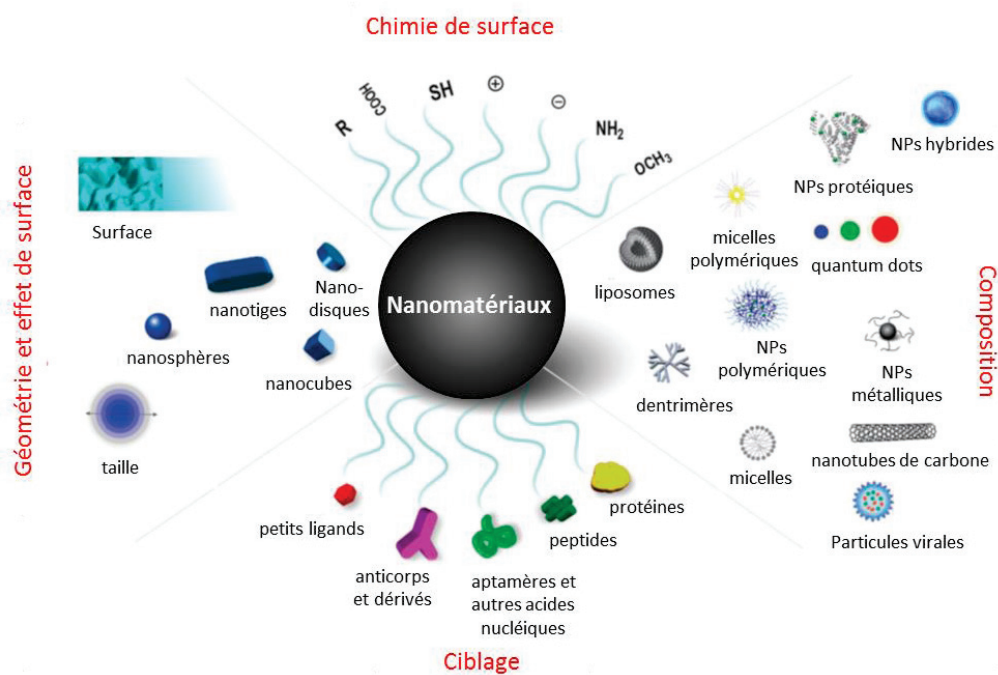 Chimie de surface
R
COOH
SH
⊕
⊖
NH₂
OCH₃
Géométrie et effet de surface
Surface
nanotiges
Nano-
disques
nanosphères
nanocubes
taille
Nanomatériaux
NPs hybrides
NPs protéiques
micelles
polymériques
quantum dots
liposomes
NPs
polymériques
NPs
métalliques
dentrimères
micelles
nanotubes de carbone
Particules virales
Composition
petits ligands
anticorps
et dérivés
aptamères et
autres acides
nucléiques
peptides
protéines
Ciblage